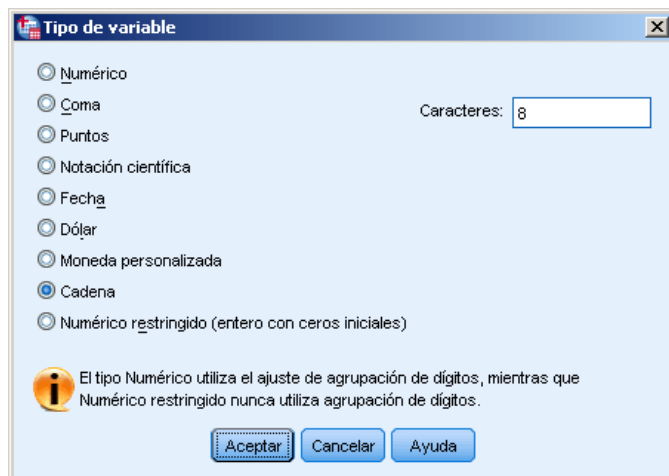 Tipo de variable
Numérico
Coma
Caracteres: 8
Puntos
Notación científica
Fecha
Dólar
Moneda personalizada
Cadena
Numérico restringido (entero con ceros iniciales)
El tipo Numérico utiliza el ajuste de agrupación de dígitos, mientras que
Numérico restringido nunca utiliza agrupación de dígitos.
Aceptar Cancelar Ayuda